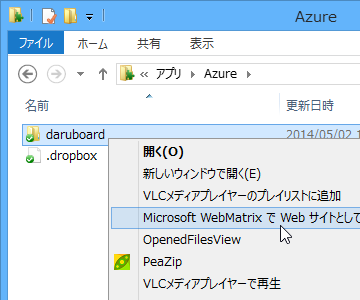 Azure
ファイル ホーム 共有 表示
« アプリ Azure
名前 更新日時
daruboard 2014/05/02
.dropbox
開く(O)
新しいウィンドウで開く(E)
VLCメディアプレイヤーのプレイリストに追加
Microsoft WebMatrix で Web サイトとして
OpenedFilesView
PeaZip
VLCメディアプレイヤーで再生